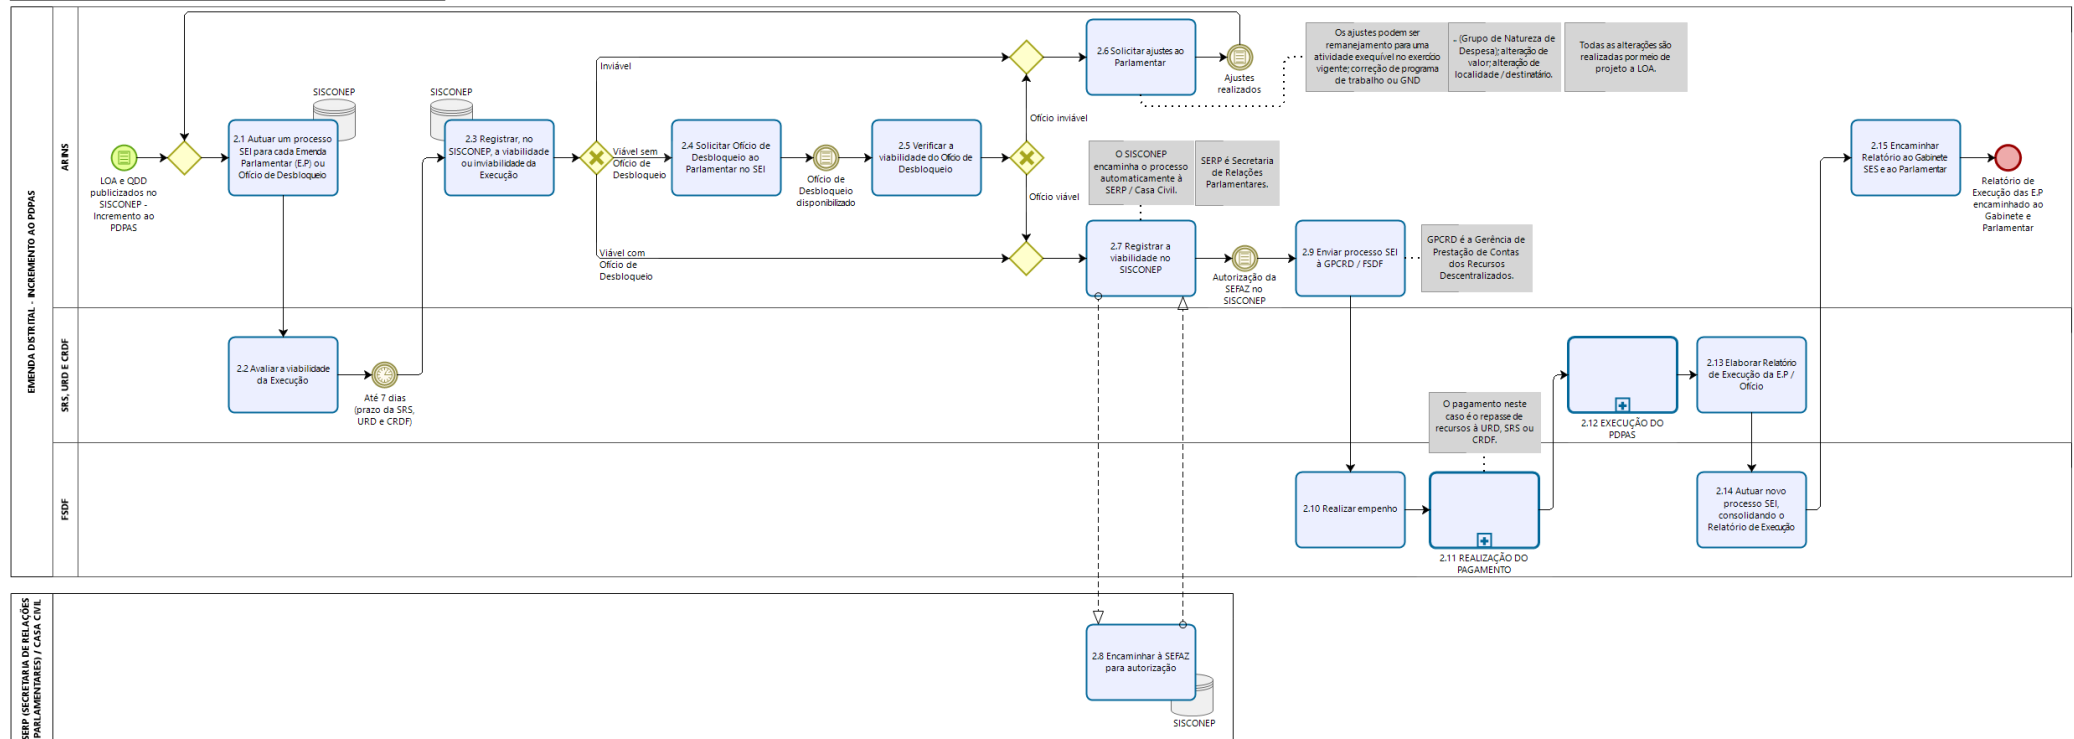 EMENDA DISTRITAL - INCREMENTO AO PDPAS
ARINS
LOA e QDD
publicizados no
SISCONEP -
Incremento ao
PDPAS
SISCONEP
2.1 Autuar um processo
SEI para cada Emenda
Parlamentar (E.P) ou
Ofício de Desbloqueio
SISCONEP
2.3 Registrar, no
SISCONEP, a viabilidade
ou inviabilidade da
Execução
Inviável
Viável sem
Ofício de
Desbloqueio
Viável com
Ofício de
Desbloqueio
2.4 Solicitar Ofício de
Desbloqueio ao
Parlamentar no SEI
Ofício de
Desbloqueio
disponibilizado
2.5 Verificar a
viabilidade do Ofício de
Desbloqueio
Ofício inviável
Ofício viável
2.6 Solicitar ajustes ao
Parlamentar
Ajustes
realizados
Os ajustes podem ser
remanejamento para uma
atividade exequível no exercício
vigente; correção de programa
de trabalho ou GND
- (Grupo de Natureza de
Despesa); alteração de
valor; alteração de
localidade / destinatário.
Todas as alterações são
realizadas por meio de
projeto a LOA.
O SISCONEP
encaminha o processo
automaticamente à
SERP / Casa Civil.
SERP é Secretaria
de Relações
Parlamentares.
2.7 Registrar a
viabilidade no
SISCONEP
Autorização da
SEFAZ no
SISCONEP
2.9 Enviar processo SEI
à GPCRD / FSDF
GPCRD é a Gerência de
Prestação de Contas
dos Recursos
Descentralizados.
2.15 Encaminhar
Relatório ao Gabinete
SES e ao Parlamentar
Relatório de
Execução das E.P
encaminhado ao
Gabinete e
Parlamentar
SRS, URD E CRDF
2.2 Avaliar a viabilidade
da Execução
Até 7 dias
(prazo da SRS,
URD e CRDF)
O pagamento neste
caso é o repasse de
recursos à URD, SRS ou
CRDF.
2.12 EXECUÇÃO DO
PDPAS
2.13 Elaborar Relatório
de Execução da E.P /
Ofício
FSDF
2.10 Realizar empenho
2.11 REALIZAÇÃO DO
PAGAMENTO
2.14 Autuar novo
processo SEI,
consolidando o
Relatório de Execução
SERP (SECRETARIA DE RELAÇÕES
PARLAMENTARES) / CASA CIVIL
2.8 Encaminhar à SEFAZ
para autorização
SISCONEP